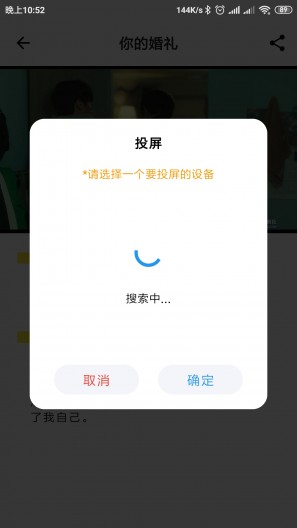 晚上10:52
144K/s
89
你的婚礼
投屏
*请选择一个要投屏的设备
搜索中...
取消
确定
了我自己。